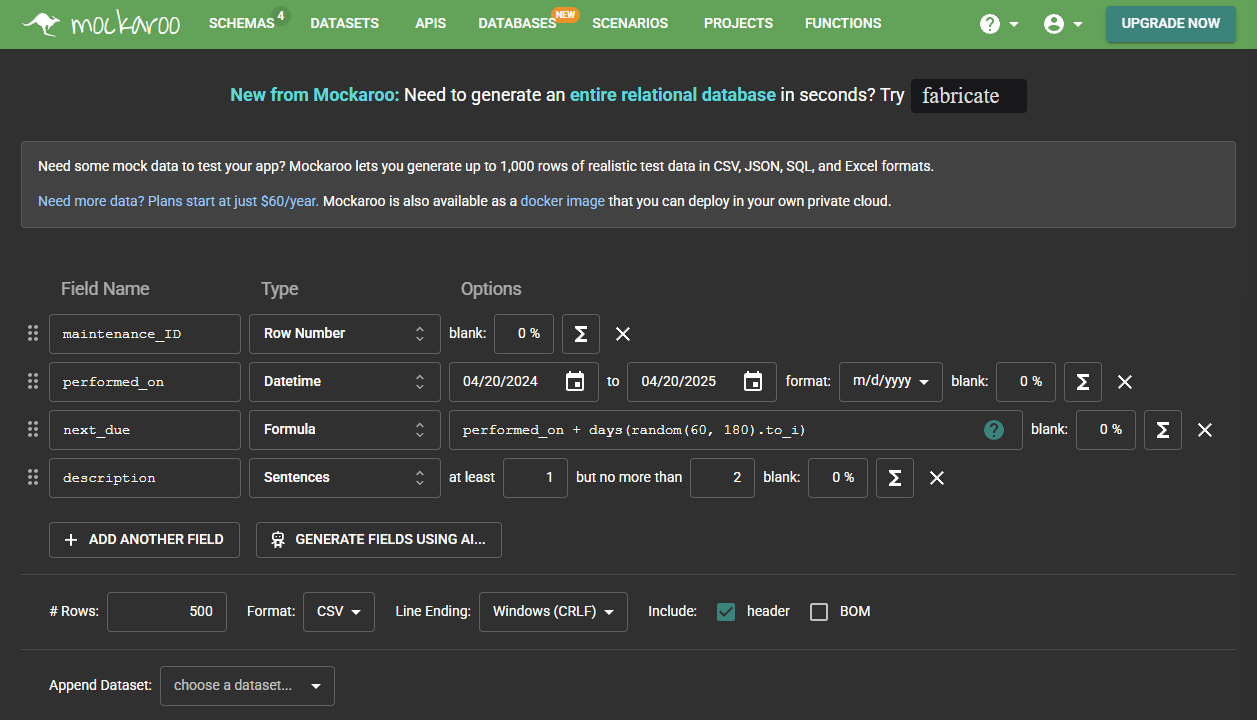 mockaroo SCHEMAS 4 DATASETS APIS DATABASES NEW SCENARIOS PROJECTS FUNCTIONS ? UPGRADE NOW
New from Mockaroo: Need to generate an entire relational database in seconds? Try fabricate
Need some mock data to test your app? Mockaroo lets you generate up to 1,000 rows of realistic test data in CSV, JSON, SQL, and Excel formats.
Need more data? Plans start at just $60/year. Mockaroo is also available as a docker image that you can deploy in your own private cloud.
Field Name Type Options
maintenance_ID Row Number blank: 0 % Σ
performed_on Datetime 04/20/2024 to 04/20/2025 format: m/d/yyyy blank: 0 % Σ
next_due Formula performed_on + days(random(60, 180).to_i) ? blank: 0 % Σ
description Sentences at least 1 but no more than 2 blank: 0 % Σ
+ ADD ANOTHER FIELD GENERATE FIELDS USING AI...
# Rows: 500 Format: CSV Line Ending: Windows (CRLF) Include: header BOM
Append Dataset: choose a dataset...